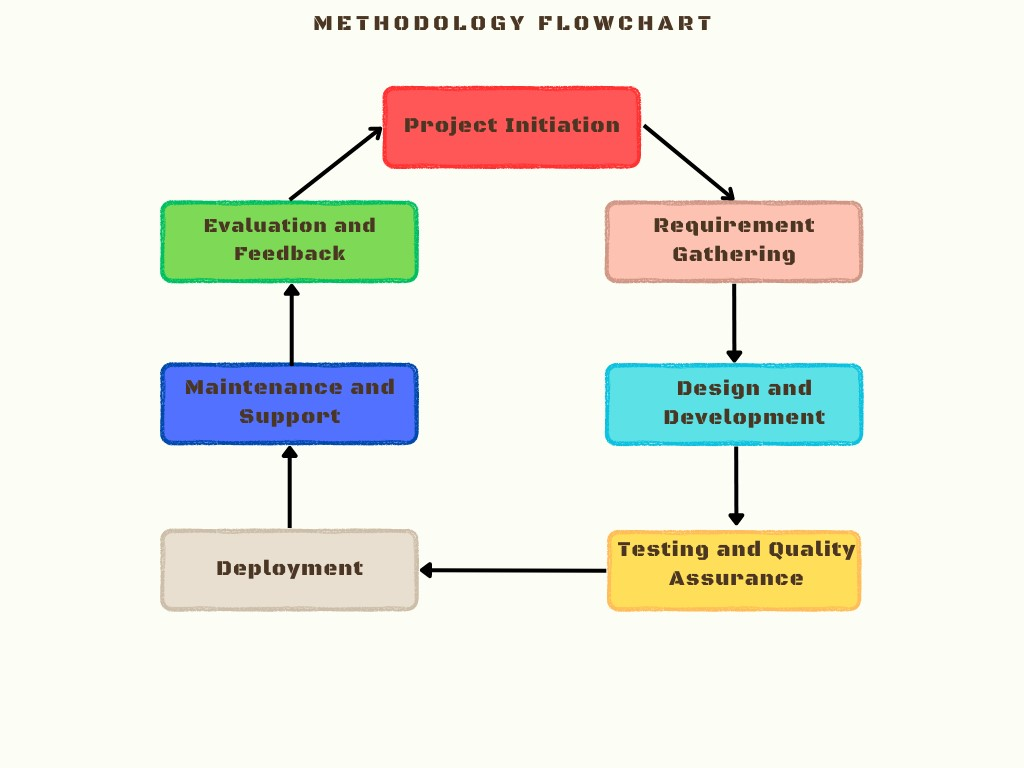 METHODOLOGY FLOWCHART
Project Initiation
Evaluation and
Feedback
Requirement
Gathering
Maintenance and
Support
Design and
Development
Deployment
Testing and Quality
Assurance